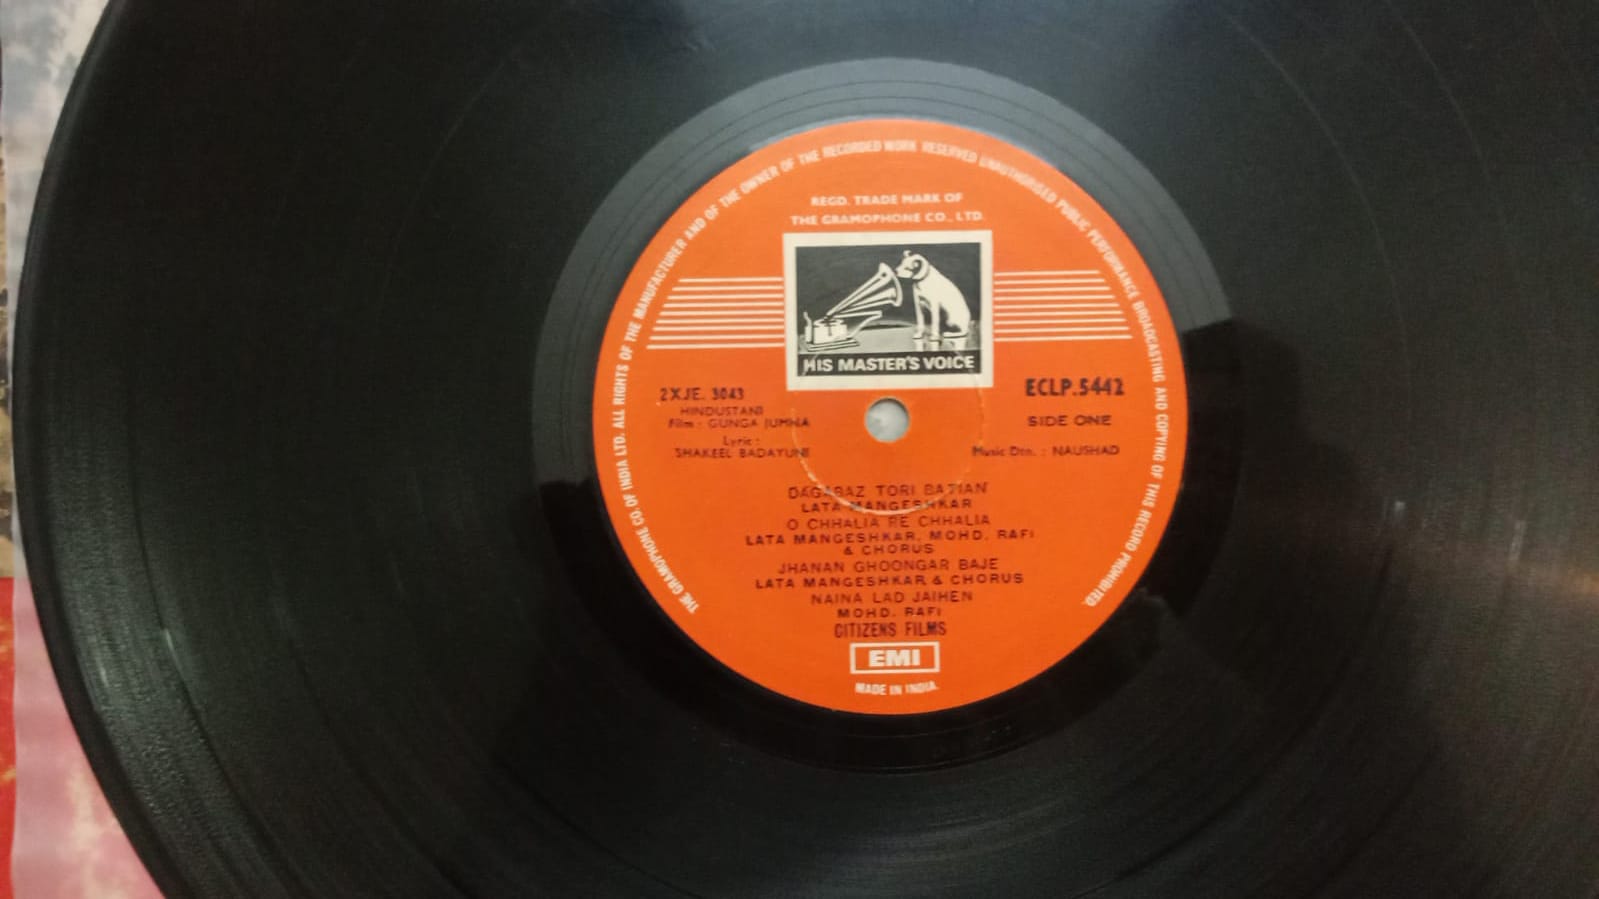 THE GRAMOPHONE CO. OF INDIA LTD. ALL RIGHTS OF THE MANUFACTURER AND OF THE OWNER OF THE RECORDED WORK RESERVED UNAUTHORISED PUBLIC PERFORMANCE BROADCASTING AND COPYING OF THIS RECORD PROHIBITED.
REGD. TRADE MARK OF
THE GRAMOPHONE CO., LTD.
HIS MASTER'S VOICE
2XJE. 3043
HINDUSTANI
Film : GUNGA JUMNA
Lyric :
SHAKEEL BADAYUNI
ECLP.5442
SIDE ONE
Music Dtn. : NAUSHAD
DAGABAZ TORI BATIAN
LATA MANGESHKAR
O CHHALIA RE CHHALIA
LATA MANGESHKAR, MOHD. RAFI
& CHORUS
JHANAN GHOONGAR BAJE
LATA MANGESHKAR & CHORUS
NAINA LAD JAIHEN
MOHD. RAFI
CITIZENS FILMS
EMI
MADE IN INDIA.